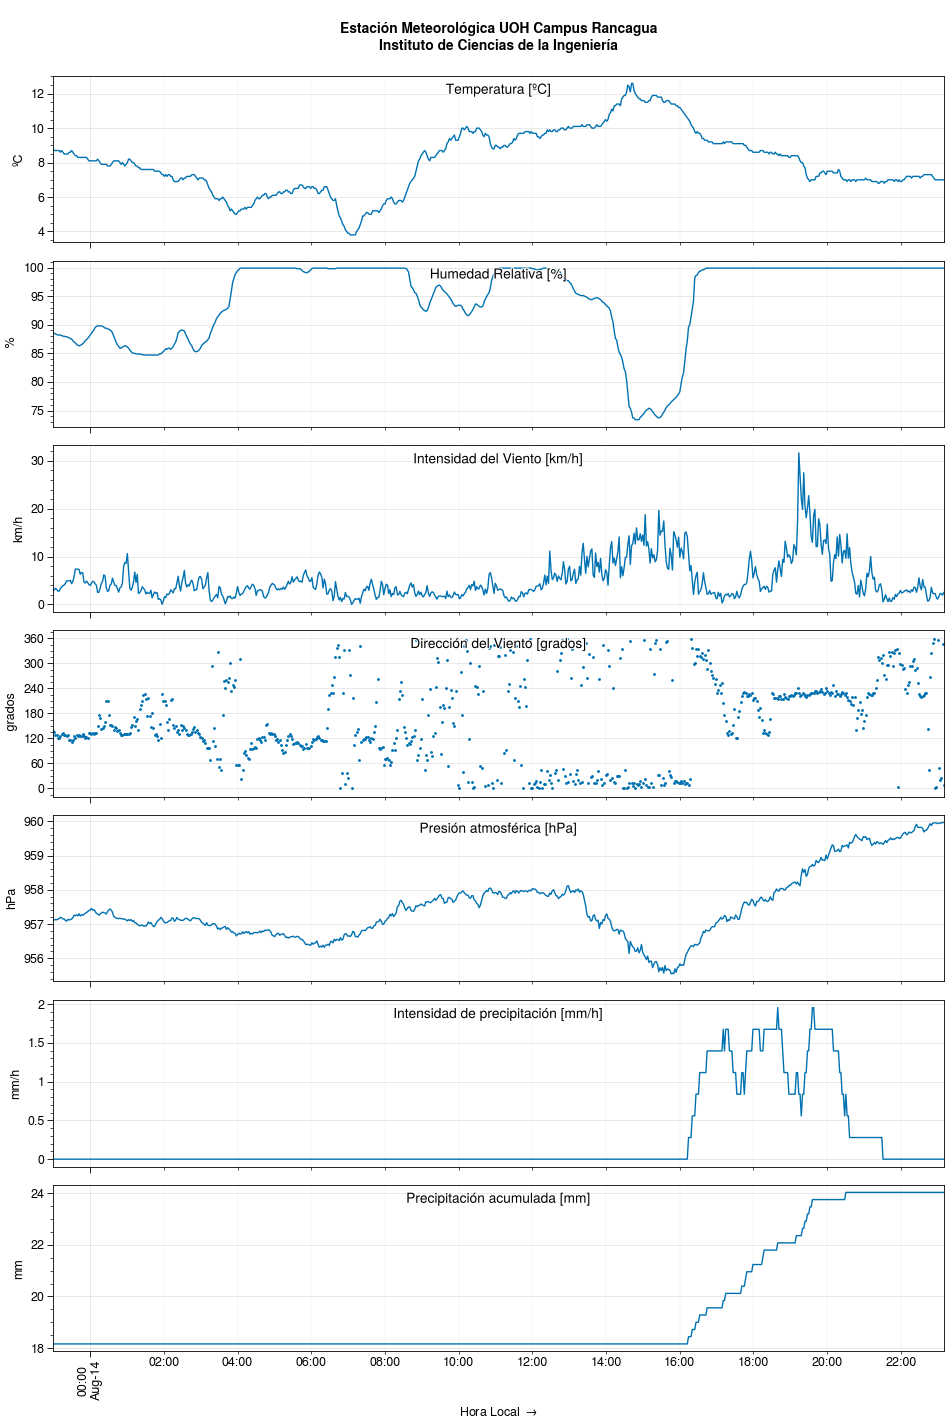 Estación Meteorológica UOH Campus Rancagua
Instituto de Ciencias de la Ingeniería
Temperatura [ºC]
12
10
8
6
4
ºC
Humedad Relativa [%]
100
95
90
85
80
75
%
Intensidad del Viento [km/h]
30
20
10
0
km/h
Dirección del Viento [grados]
360
300
240
180
120
60
0
grados
Presión atmosférica [hPa]
960
959
958
957
956
hPa
Intensidad de precipitación [mm/h]
2
1.5
1
0.5
0
mm/h
Precipitación acumulada [mm]
24
22
20
18
mm
00:00
Aug-14
02:00 04:00 06:00 08:00 10:00 12:00 14:00 16:00 18:00 20:00 22:00
Hora Local →